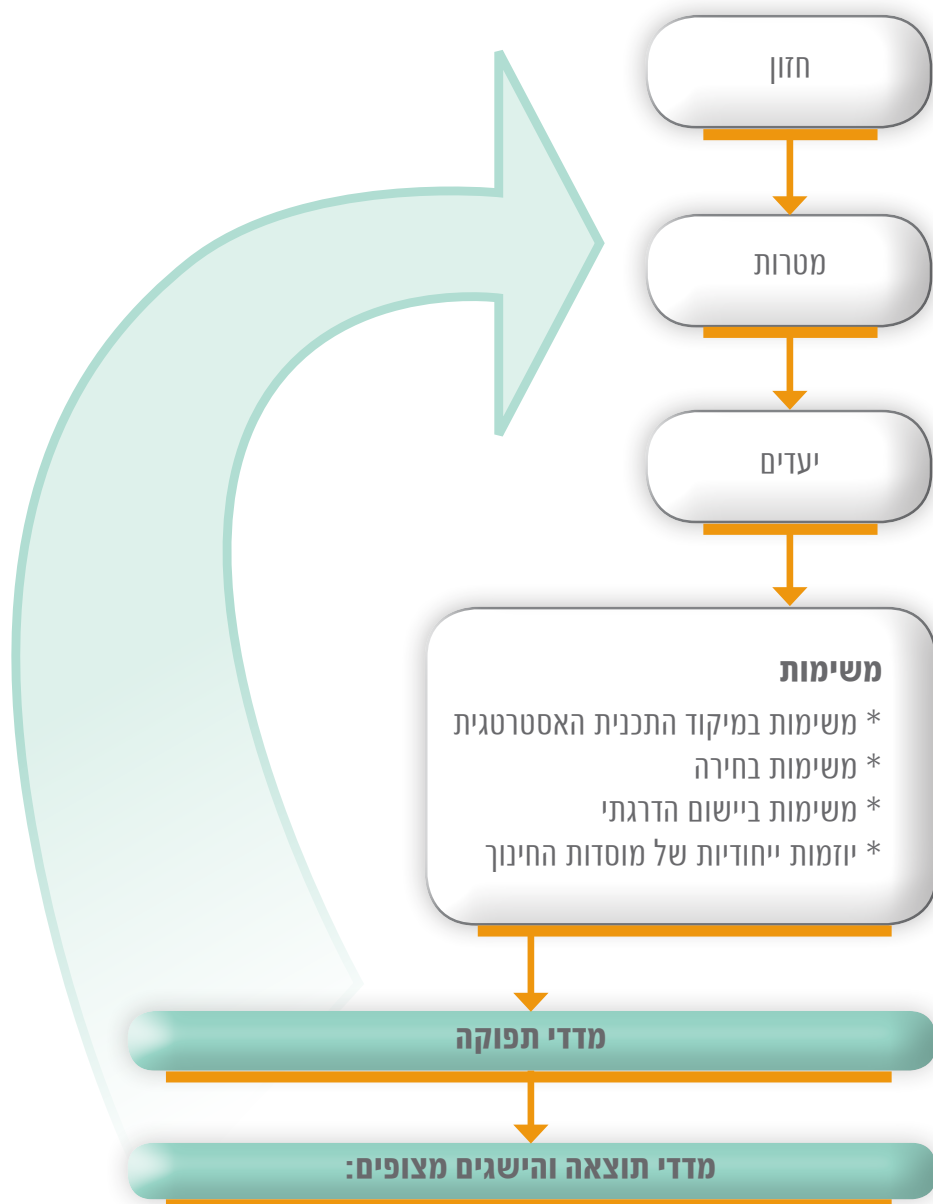 חזון
מטרות
יעדים
משימות
* משימות במיקוד התכנית האסטרטגית
* משימות בחירה
* משימות ביישום הדרגתי
* יוזמות ייחודיות של מוסדות החינוך
מדדי תפוקה
מדדי תוצאה והישגים מצופים: